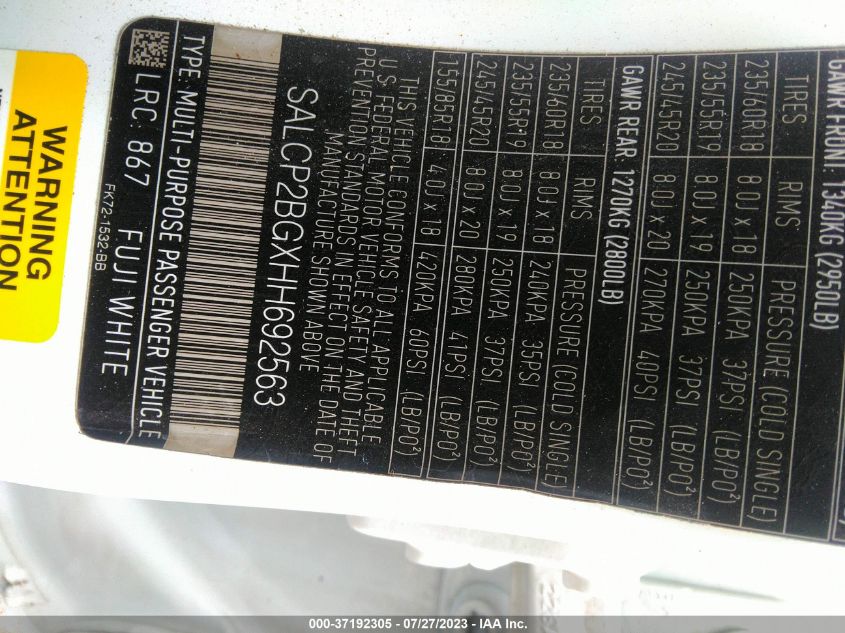 GAWR FRONT: 1340KG (2950LB)
TIRES RIMS PRESSURE (COLD SINGLE)
235/60R18 8.0J x 18 250KPA 37PSI (LB/PO²)
235/55R19 8.0J x 19 250KPA 37PSI (LB/PO²)
245/45R20 8.0J x 20 270KPA 40PSI (LB/PO²)
GAWR REAR: 1270KG (2800LB)
TIRES RIMS PRESSURE (COLD SINGLE)
235/60R18 8.0J x 18 240KPA 35PSI (LB/PO²)
235/55R19 8.0J x 19 250KPA 37PSI (LB/PO²)
245/45R20 8.0J x 20 280KPA 41PSI (LB/PO²)
155/85R18 4.0J x 18 420KPA 60PSI (LB/PO²)
THIS VEHICLE CONFORMS TO ALL APPLICABLE
U S FEDERAL MOTOR VEHICLE SAFETY AND THEFT
PREVENTION STANDARDS IN EFFECT ON THE DATE OF
MANUFACTURE SHOWN ABOVE
SALCP2BGXHH692563
TYPE: MULTI-PURPOSE PASSENGER VEHICLE
LRC: 867 FUJI WHITE
FK72-1532-BB
WARNING
ATTENTION
000-37192305 - 07/27/2023 - IAA Inc.